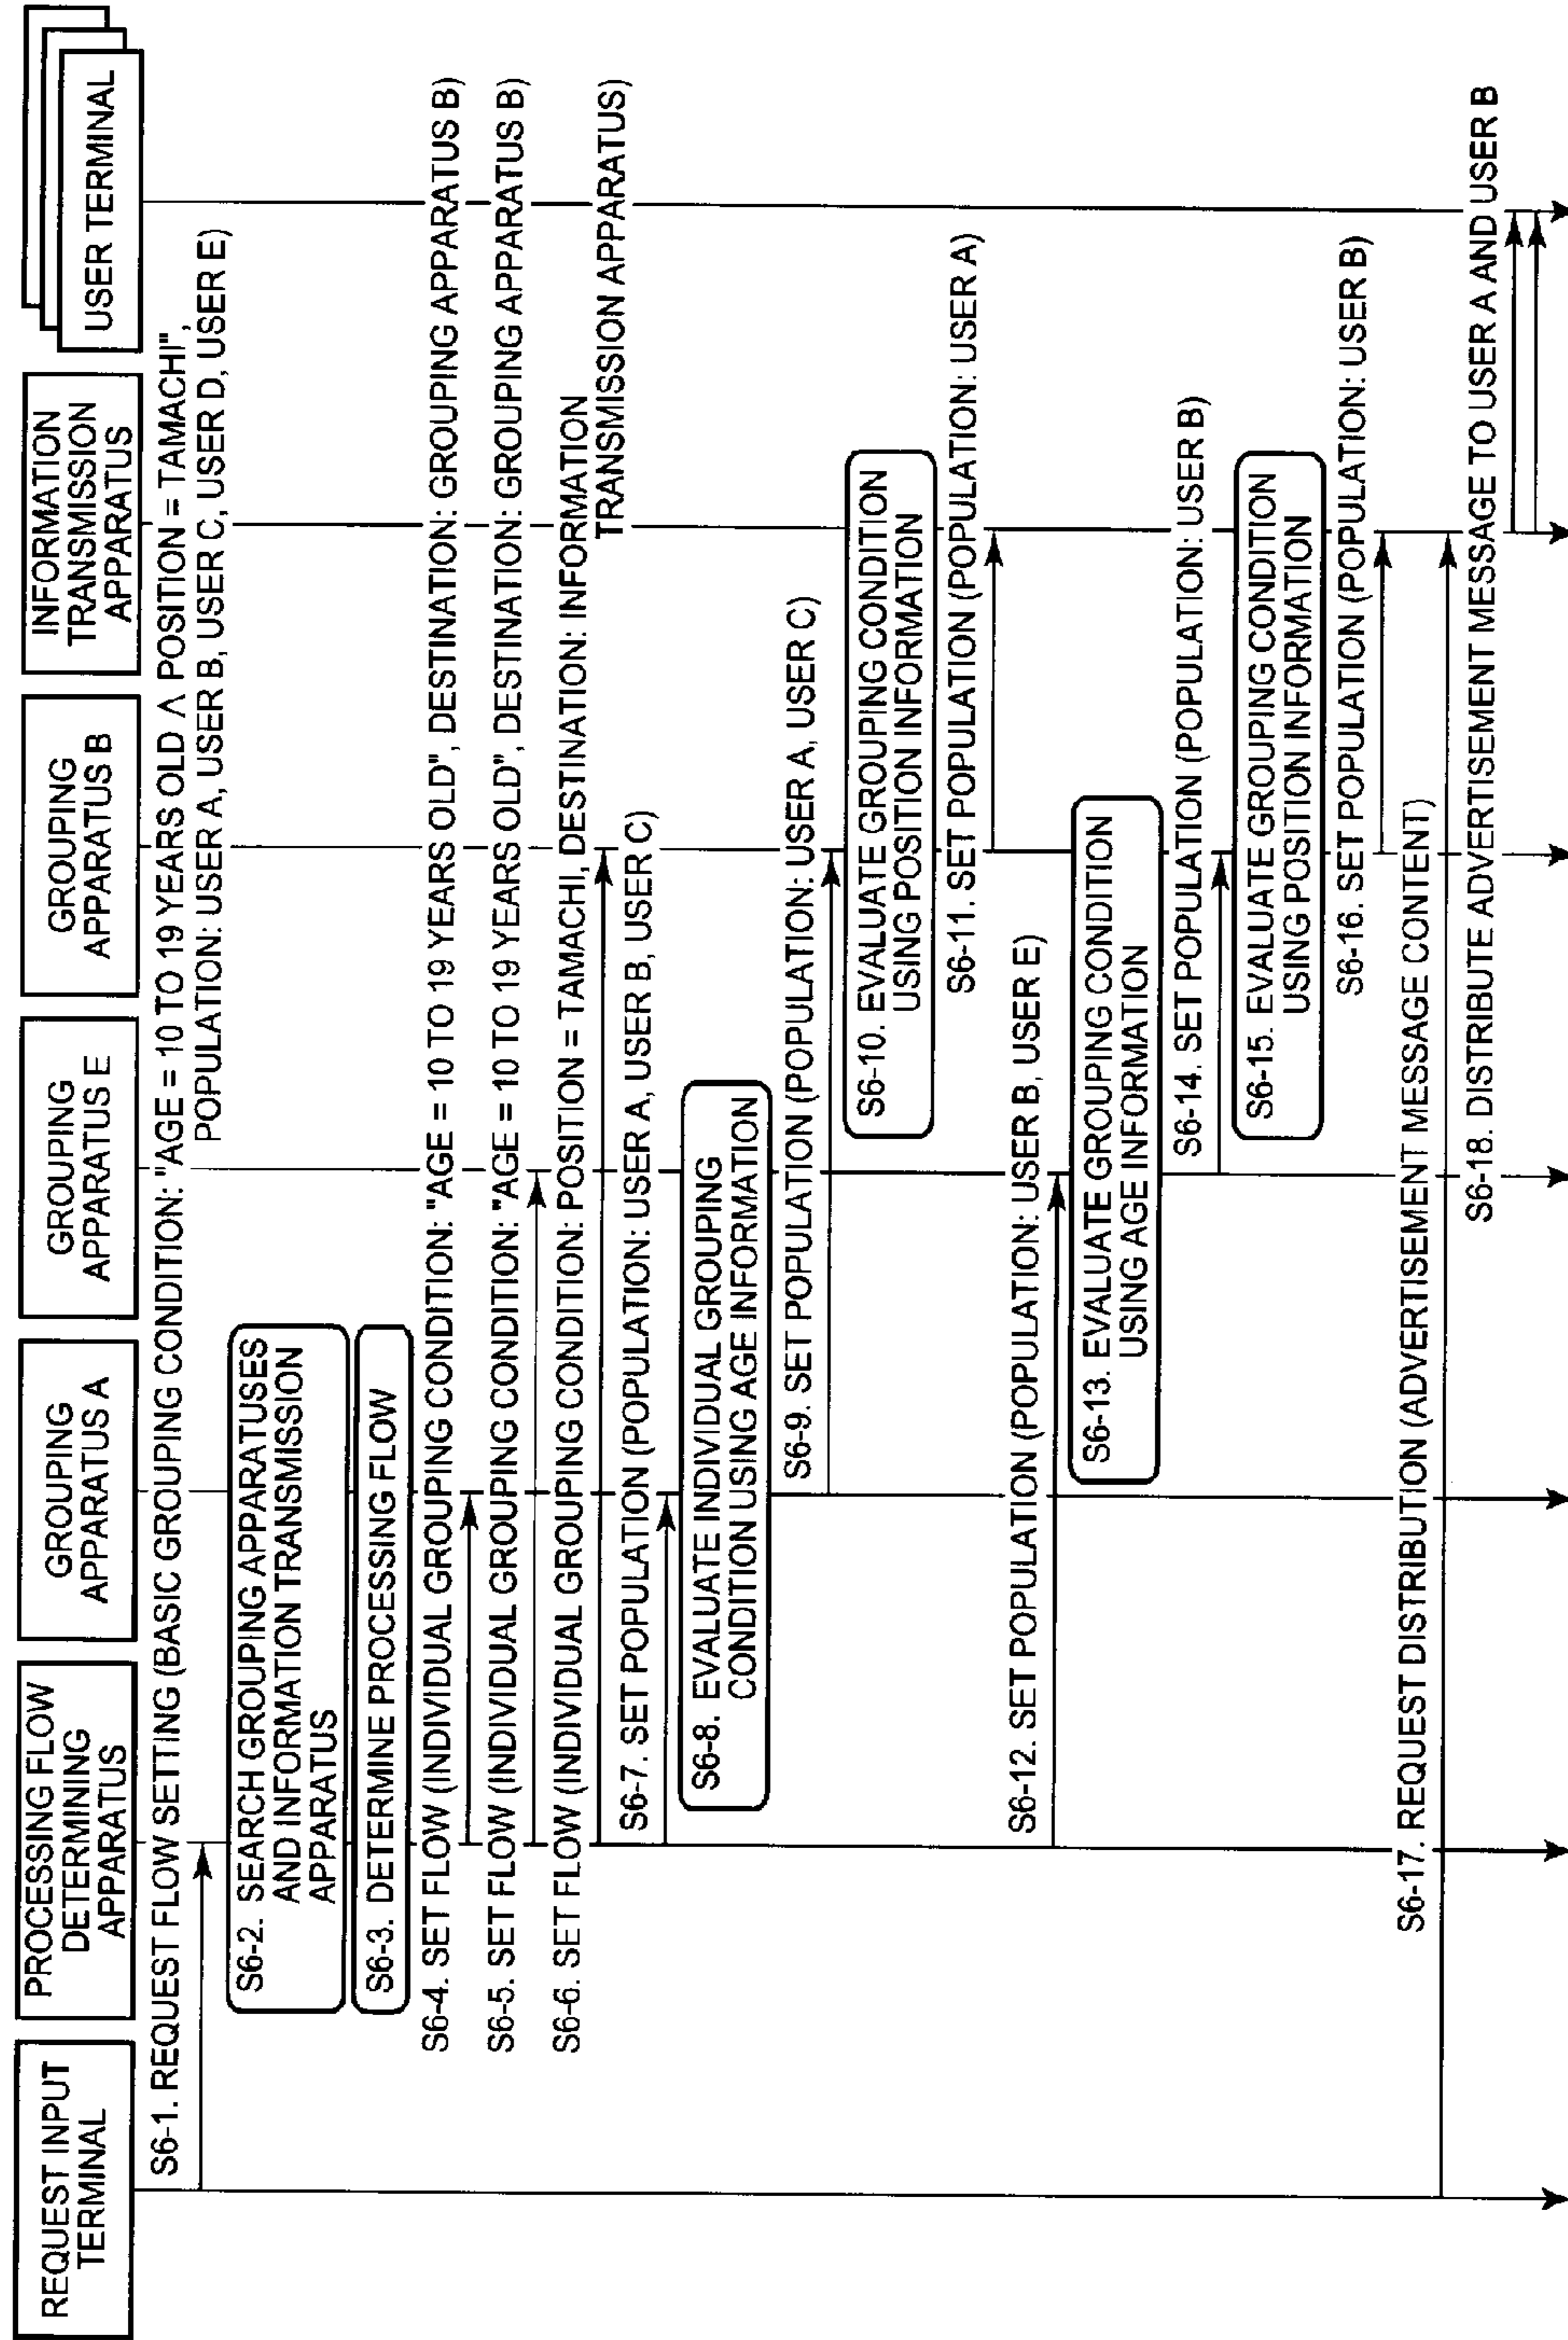 REQUEST INPUT
TERMINAL
PROCESSING FLOW
DETERMINING
APPARATUS
GROUPING
APPARATUS A
GROUPING
APPARATUS E
GROUPING
APPARATUS B
INFORMATION
TRANSMISSION
APPARATUS
USER TERMINAL
S6-1. REQUEST FLOW SETTING (BASIC GROUPING CONDITION: "AGE = 10 TO 19 YEARS OLD Λ POSITION = TAMACHI",
POPULATION: USER A, USER B, USER C, USER D, USER E)
S6-2. SEARCH GROUPING APPARATUSES
AND INFORMATION TRANSMISSION
APPARATUS
S6-3. DETERMINE PROCESSING FLOW
S6-4. SET FLOW (INDIVIDUAL GROUPING CONDITION: "AGE = 10 TO 19 YEARS OLD", DESTINATION: GROUPING APPARATUS B)
S6-5. SET FLOW (INDIVIDUAL GROUPING CONDITION: "AGE = 10 TO 19 YEARS OLD", DESTINATION: GROUPING APPARATUS B)
S6-6. SET FLOW (INDIVIDUAL GROUPING CONDITION: POSITION = TAMACHI, DESTINATION: INFORMATION
TRANSMISSION APPARATUS)
S6-7. SET POPULATION (POPULATION: USER A, USER B, USER C)
S6-8. EVALUATE INDIVIDUAL GROUPING
CONDITION USING AGE INFORMATION
S6-9. SET POPULATION (POPULATION: USER A, USER C)
S6-10. EVALUATE GROUPING CONDITION
USING POSITION INFORMATION
S6-11. SET POPULATION (POPULATION: USER A)
S6-12. SET POPULATION (POPULATION: USER B, USER E)
S6-13. EVALUATE GROUPING CONDITION
USING AGE INFORMATION
S6-14. SET POPULATION (POPULATION: USER B)
S6-15. EVALUATE GROUPING CONDITION
USING POSITION INFORMATION
S6-16. SET POPULATION (POPULATION: USER B)
S6-17. REQUEST DISTRIBUTION (ADVERTISEMENT MESSAGE CONTENT)
S6-18. DISTRIBUTE ADVERTISEMENT MESSAGE TO USER A AND USER B